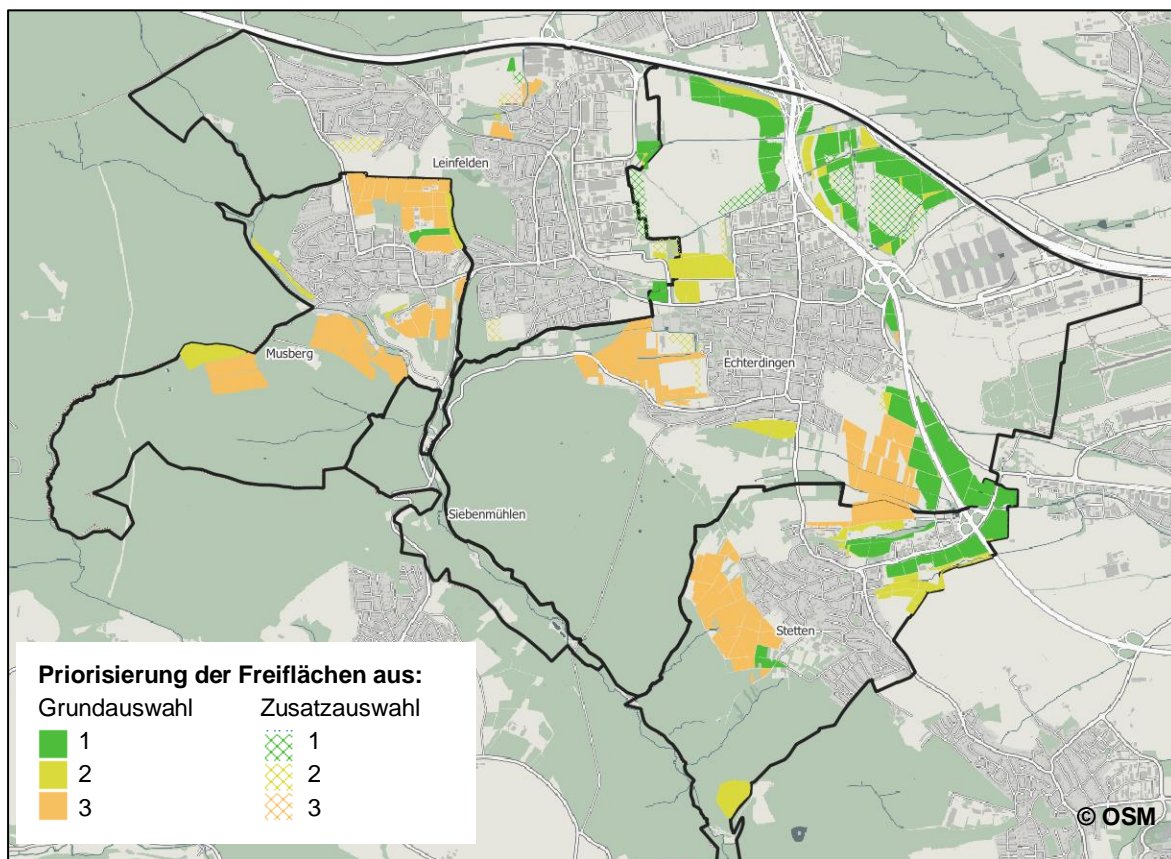 Leinfelden
Musberg
Echterdingen
Siebenmühlen
Stetten
Priorisierung der Freiflächen aus:
Grundauswahl Zusatzauswahl
1 1
2 2
3 3
© OSM